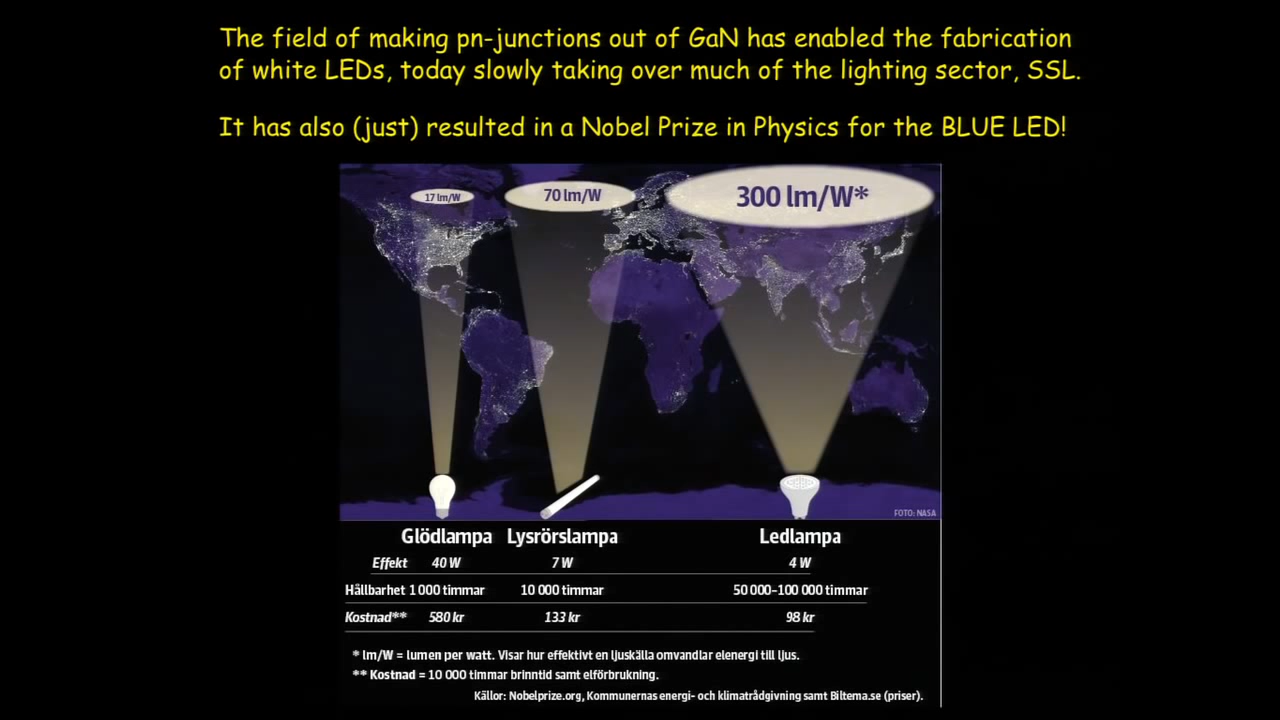 The field of making pn-junctions out of GaN has enabled the fabrication
of white LEDs, today slowly taking over much of the lighting sector, SSL.
It has also (just) resulted in a Nobel Prize in Physics for the BLUE LED!
17 lm/W 70 lm/W 300 lm/W*
FOTO: NASA
Glödlampa Lysrörslampa Ledlampa
Effekt 40 W 7 W 4 W
Hållbarhet 1 000 timmar 10 000 timmar 50 000–100 000 timmar
Kostnad** 580 kr 133 kr 98 kr
* lm/W = lumen per watt. Visar hur effektivt en ljuskälla omvandlar elenergi till ljus.
** Kostnad = 10 000 timmar brinntid samt elförbrukning.
Källor: Nobelprize.org, Kommunernas energi- och klimatrådgivning samt Biltema.se (priser).